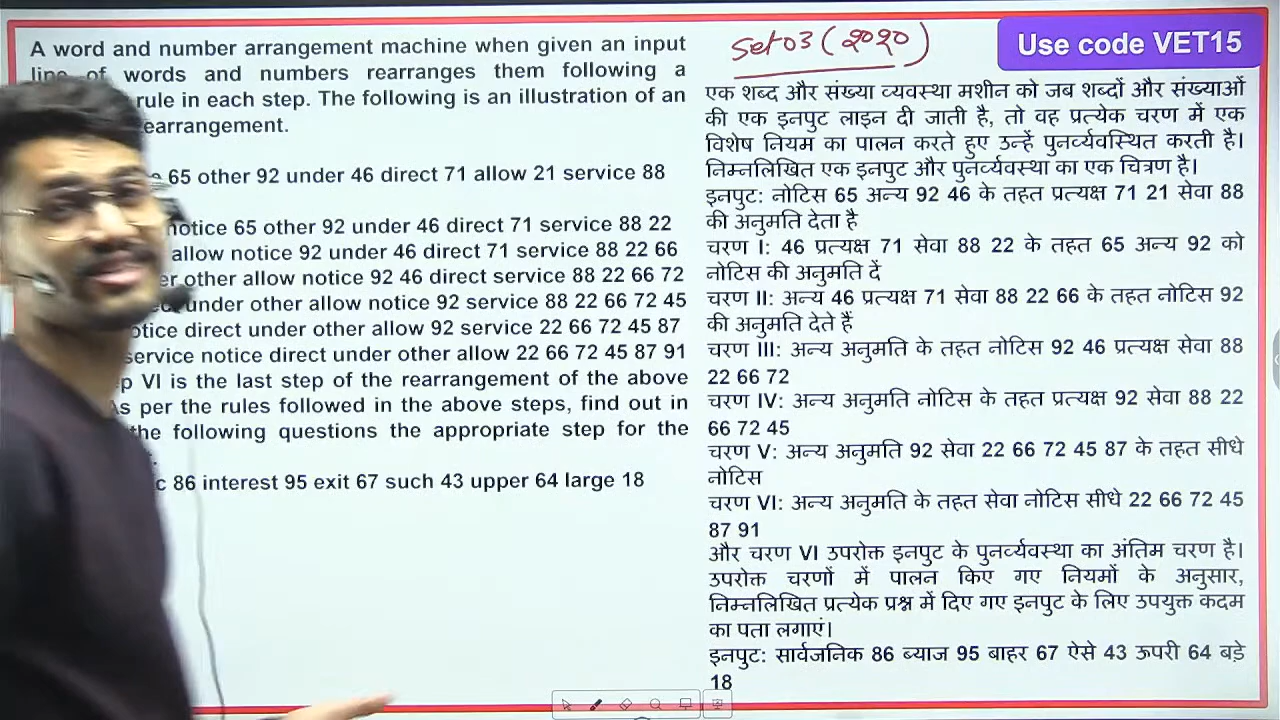 A word and number arrangement machine when given an input
line of words and numbers rearranges them following a
rule in each step. The following is an illustration of an
65 other 92 under 46 direct 71 allow 21 service 88
notice 65 other 92 under 46 direct 71 service 88 22
allow notice 92 under 46 direct 71 service 88 22 66
other allow notice 92 46 direct service 88 22 66 72
under other allow notice 92 service 88 22 66 72 45
direct under other allow 92 service 22 66 72 45 87
service notice direct under other allow 22 66 72 45 87 91
VI is the last step of the rearrangement of the above
per the rules followed in the above steps, find out in
the following questions the appropriate step for the
86 interest 95 exit 67 such 43 upper 64 large 18
Set 03 (2020)
Use code VET15
एक शब्द और संख्या व्यवस्था मशीन को जब शब्दों और संख्याओं
की एक इनपुट लाइन दी जाती है, तो वह प्रत्येक चरण में एक
विशेष नियम का पालन करते हुए उन्हें पुनर्व्यवस्थित करती है।
निम्नलिखित एक इनपुट और पुनर्व्यवस्था का एक चित्रण है।
इनपुट: नोटिस 65 अन्य 92 46 के तहत प्रत्यक्ष 71 21 सेवा 88
की अनुमति देता है
चरण I: 46 प्रत्यक्ष 71 सेवा 88 22 के तहत 65 अन्य 92 को
नोटिस की अनुमति दें
चरण II: अन्य 46 प्रत्यक्ष 71 सेवा 88 22 66 के तहत नोटिस 92
की अनुमति देते हैं
चरण III: अन्य अनुमति के तहत नोटिस 92 46 प्रत्यक्ष सेवा 88
22 66 72
चरण IV: अन्य अनुमति नोटिस के तहत प्रत्यक्ष 92 सेवा 88 22
66 72 45
चरण V: अन्य अनुमति 92 सेवा 22 66 72 45 87 के तहत सीधे
नोटिस
चरण VI: अन्य अनुमति के तहत सेवा नोटिस सीधे 22 66 72 45
87 91
और चरण VI उपरोक्त इनपुट के पुनर्व्यवस्था का अंतिम चरण है।
उपरोक्त चरणों में पालन किए गए नियमों के अनुसार,
निम्नलिखित प्रत्येक प्रश्न में दिए गए इनपुट के लिए उपयुक्त कदम
का पता लगाएं।
इनपुट: सार्वजनिक 86 ब्याज 95 बाहर 67 ऐसे 43 ऊपरी 64 बड़े
18